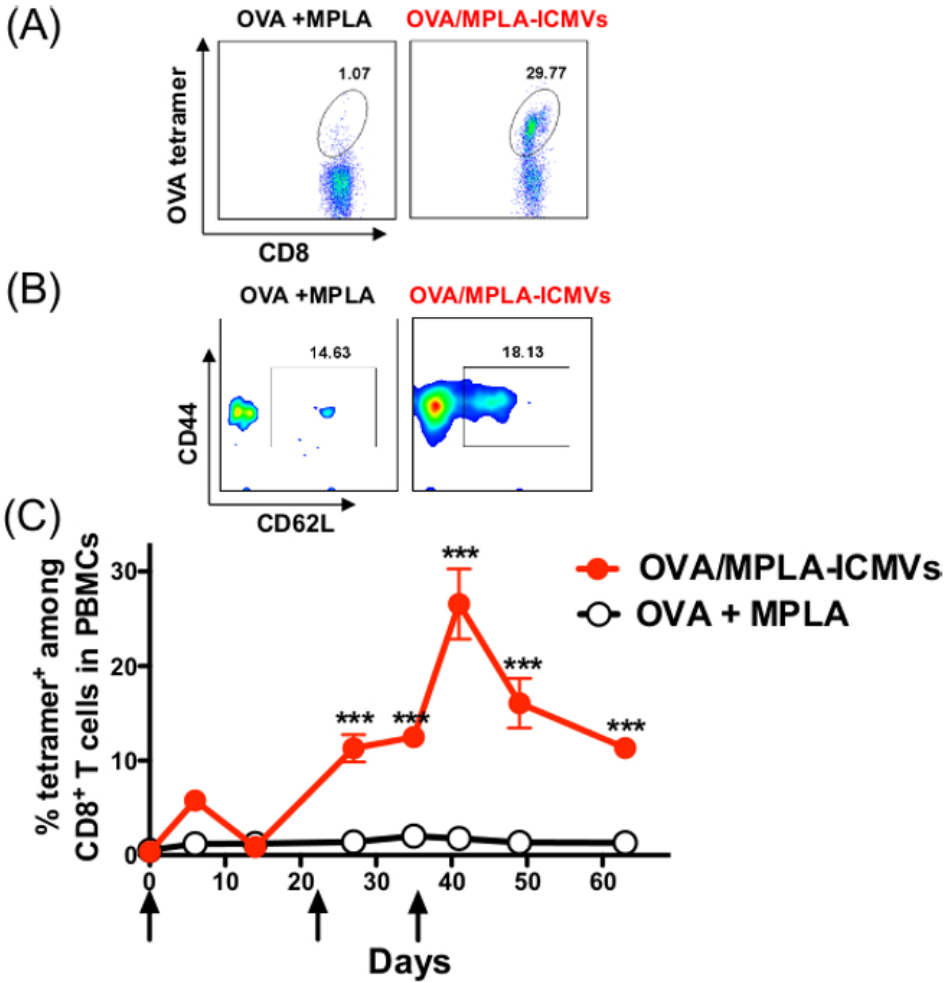 (A)
OVA +MPLA OVA/MPLA-ICMVs
1.07 29.77
OVA tetramer
CD8
(B)
OVA +MPLA OVA/MPLA-ICMVs
14.63 18.13
CD44
CD62L
(C)
% tetramer+ among
CD8+ T cells in PBMCs
30
20
10
0
*** *** *** *** ***
OVA/MPLA-ICMVs
OVA + MPLA
0 10 20 30 40 50 60
Days